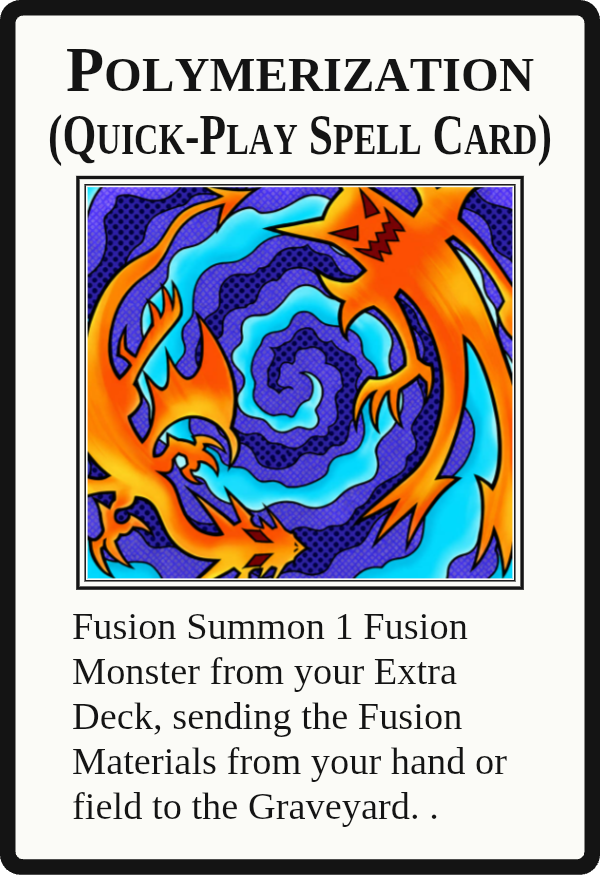 Polymerization
(Quick-Play Spell Card)
Fusion Summon 1 Fusion
Monster from your Extra
Deck, sending the Fusion
Materials from your hand or
field to the Graveyard. .